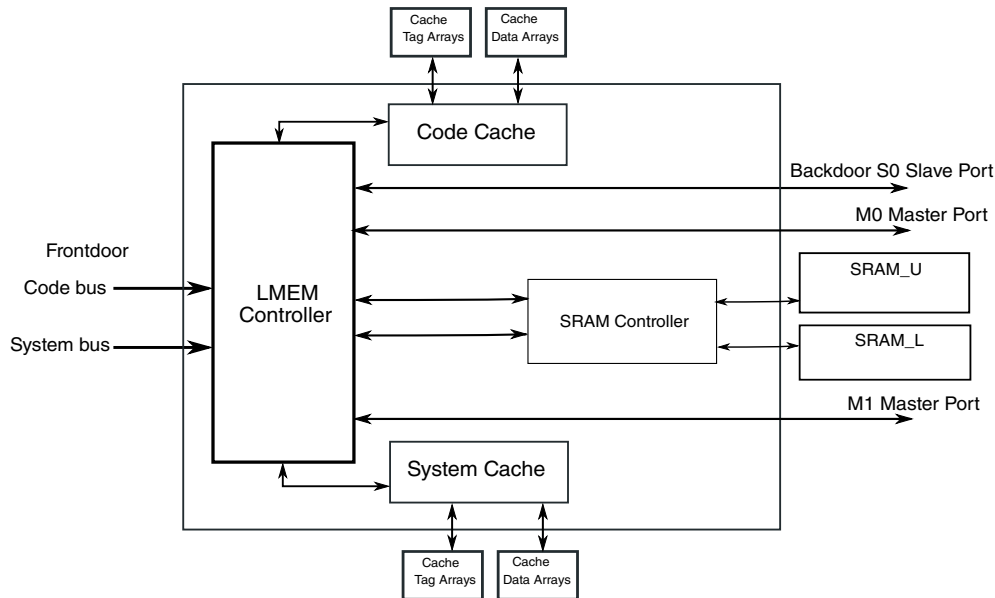 Cache
Tag Arrays
Cache
Data Arrays
Code Cache
Backdoor S0 Slave Port
M0 Master Port
Frontdoor
Code bus
System bus
LMEM
Controller
SRAM Controller
SRAM_U
SRAM_L
M1 Master Port
System Cache
Cache
Tag Arrays
Cache
Data Arrays